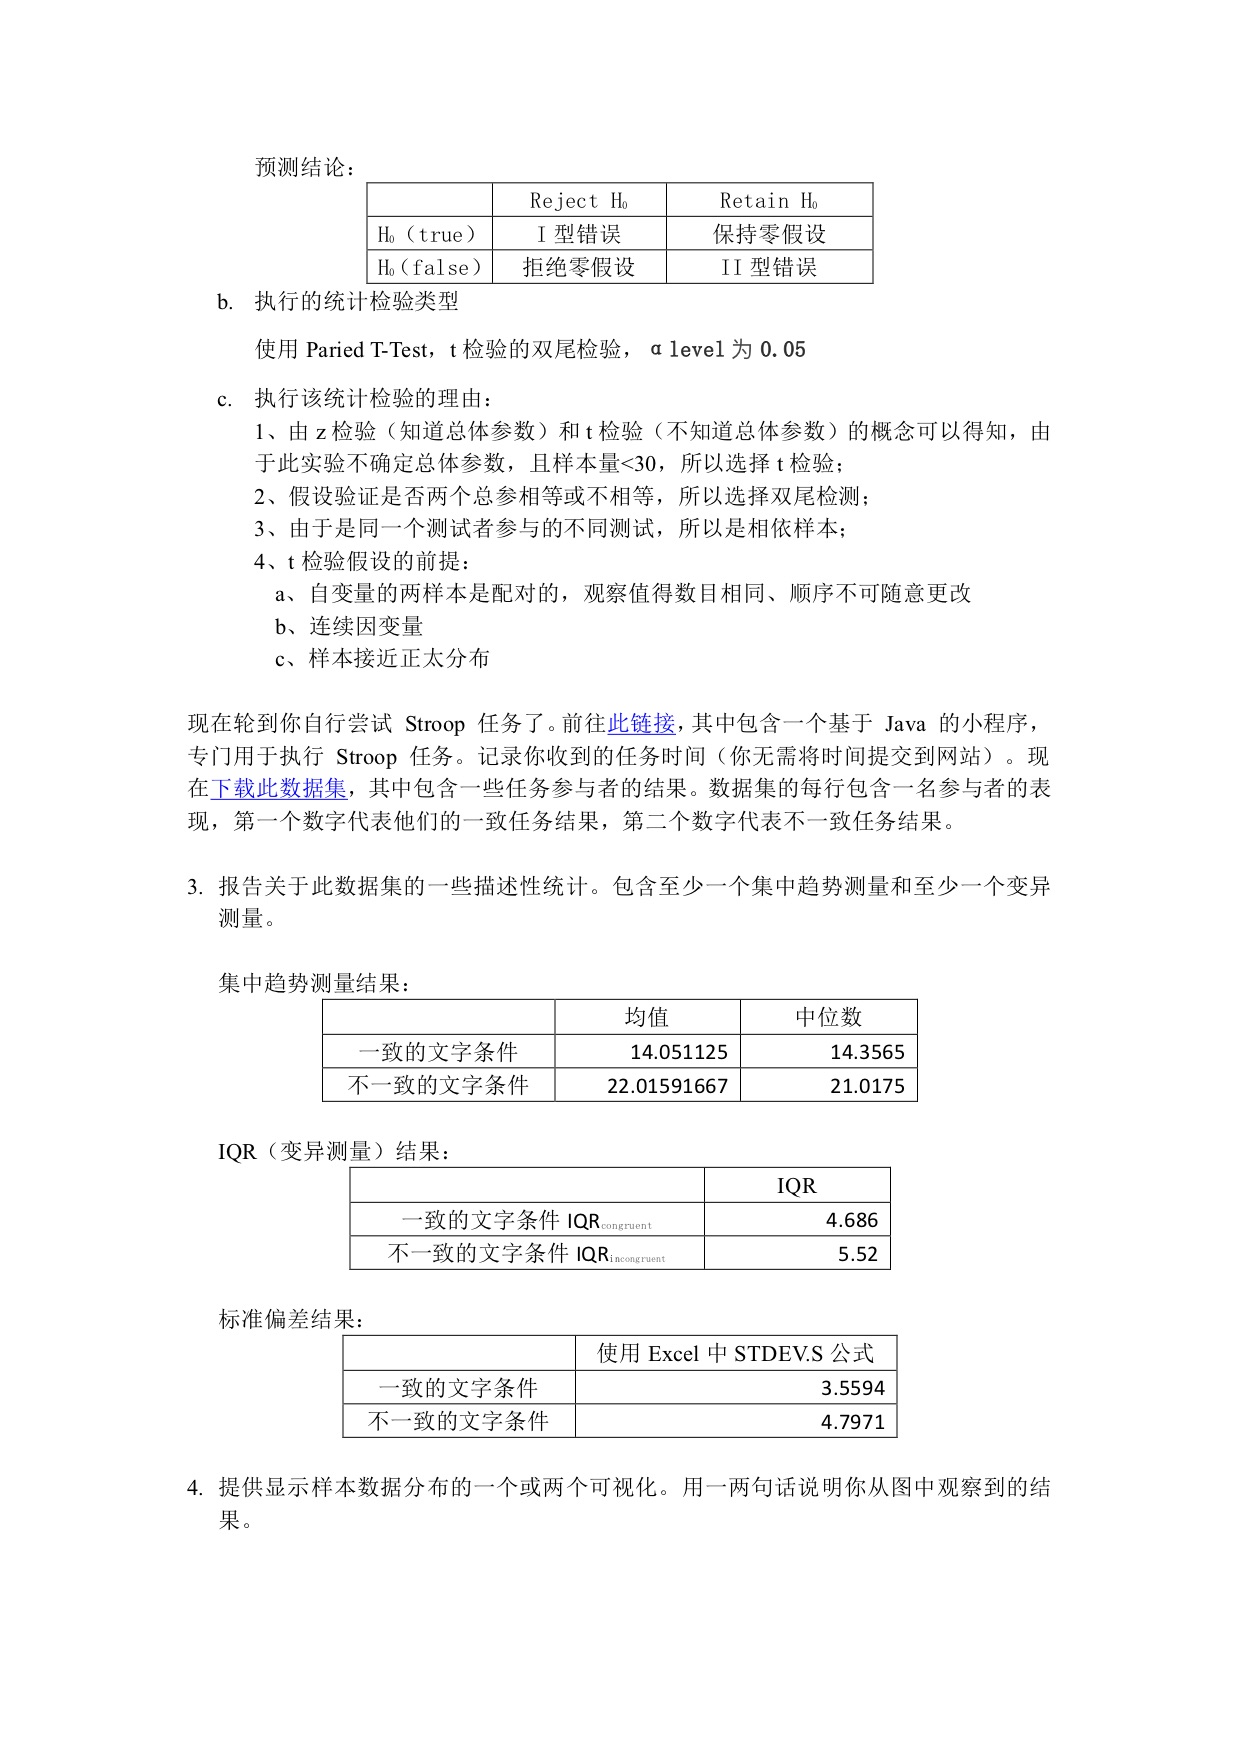 预测结论：
Reject H₀ Retain H₀
H₀（true） I 型错误 保持零假设
H₀（false） 拒绝零假设 II 型错误
b. 执行的统计检验类型
使用 Paried T-Test，t 检验的双尾检验，αlevel 为 0.05
c. 执行该统计检验的理由：
1、由 z 检验（知道总体参数）和 t 检验（不知道总体参数）的概念可以得知，由
于此实验不确定总体参数，且样本量<30，所以选择 t 检验；
2、假设验证是否两个总参相等或不相等，所以选择双尾检测；
3、由于是同一个测试者参与的不同测试，所以是相依样本；
4、t 检验假设的前提：
a、自变量的两样本是配对的，观察值得数目相同、顺序不可随意更改
b、连续因变量
c、样本接近正太分布
现在轮到你自行尝试 Stroop 任务了。前往此链接，其中包含一个基于 Java 的小程序，
专门用于执行 Stroop 任务。记录你收到的任务时间（你无需将时间提交到网站）。现
在下载此数据集，其中包含一些任务参与者的结果。数据集的每行包含一名参与者的表
现，第一个数字代表他们的一致任务结果，第二个数字代表不一致任务结果。
3. 报告关于此数据集的一些描述性统计。包含至少一个集中趋势测量和至少一个变异
测量。
集中趋势测量结果：
均值 中位数
一致的文字条件 14.051125 14.3565
不一致的文字条件 22.01591667 21.0175
IQR（变异测量）结果：
IQR
一致的文字条件 IQRcongruent 4.686
不一致的文字条件 IQRincongruent 5.52
标准偏差结果：
使用 Excel 中 STDEV.S 公式
一致的文字条件 3.5594
不一致的文字条件 4.7971
4. 提供显示样本数据分布的一个或两个可视化。用一两句话说明你从图中观察到的结
果。